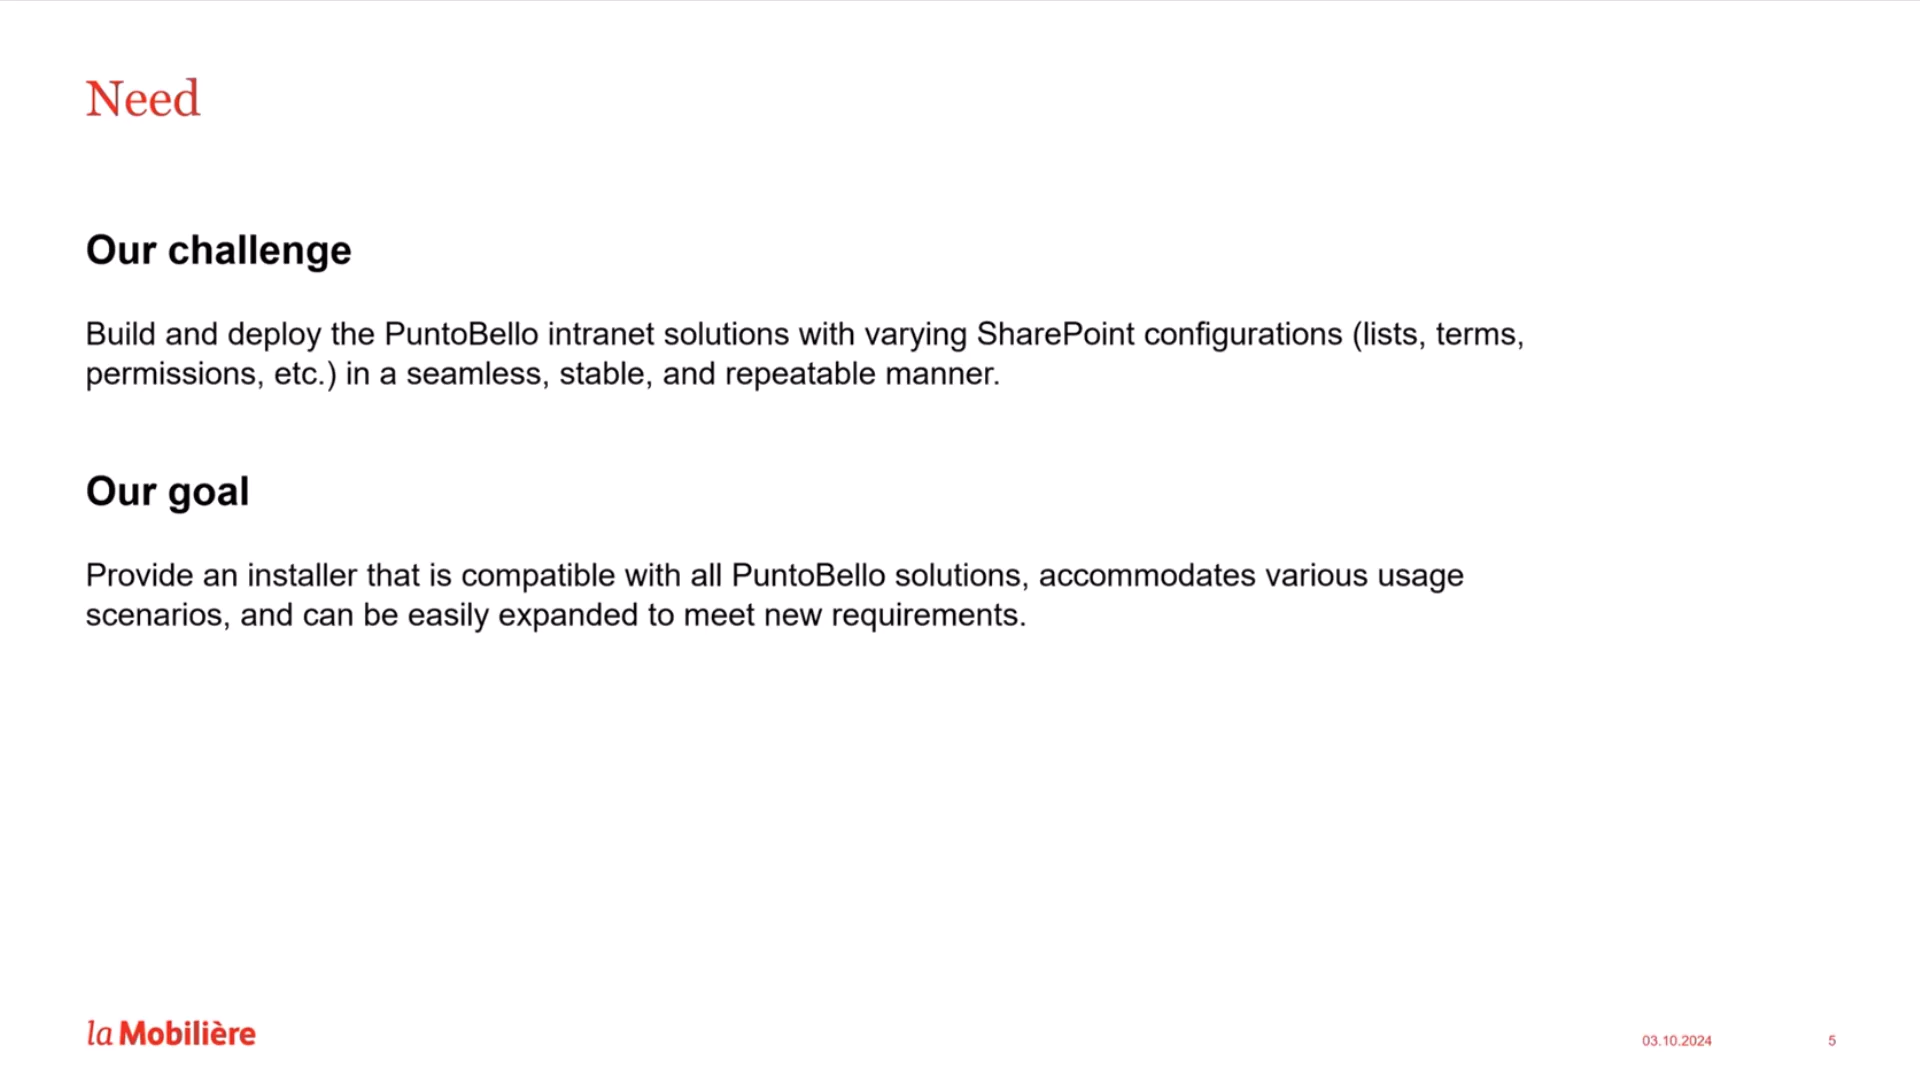 Need
Our challenge
Build and deploy the PuntoBello intranet solutions with varying SharePoint configurations (lists, terms,
permissions, etc.) in a seamless, stable, and repeatable manner.
Our goal
Provide an installer that is compatible with all PuntoBello solutions, accommodates various usage
scenarios, and can be easily expanded to meet new requirements.
la Mobilière
03.10.2024
5